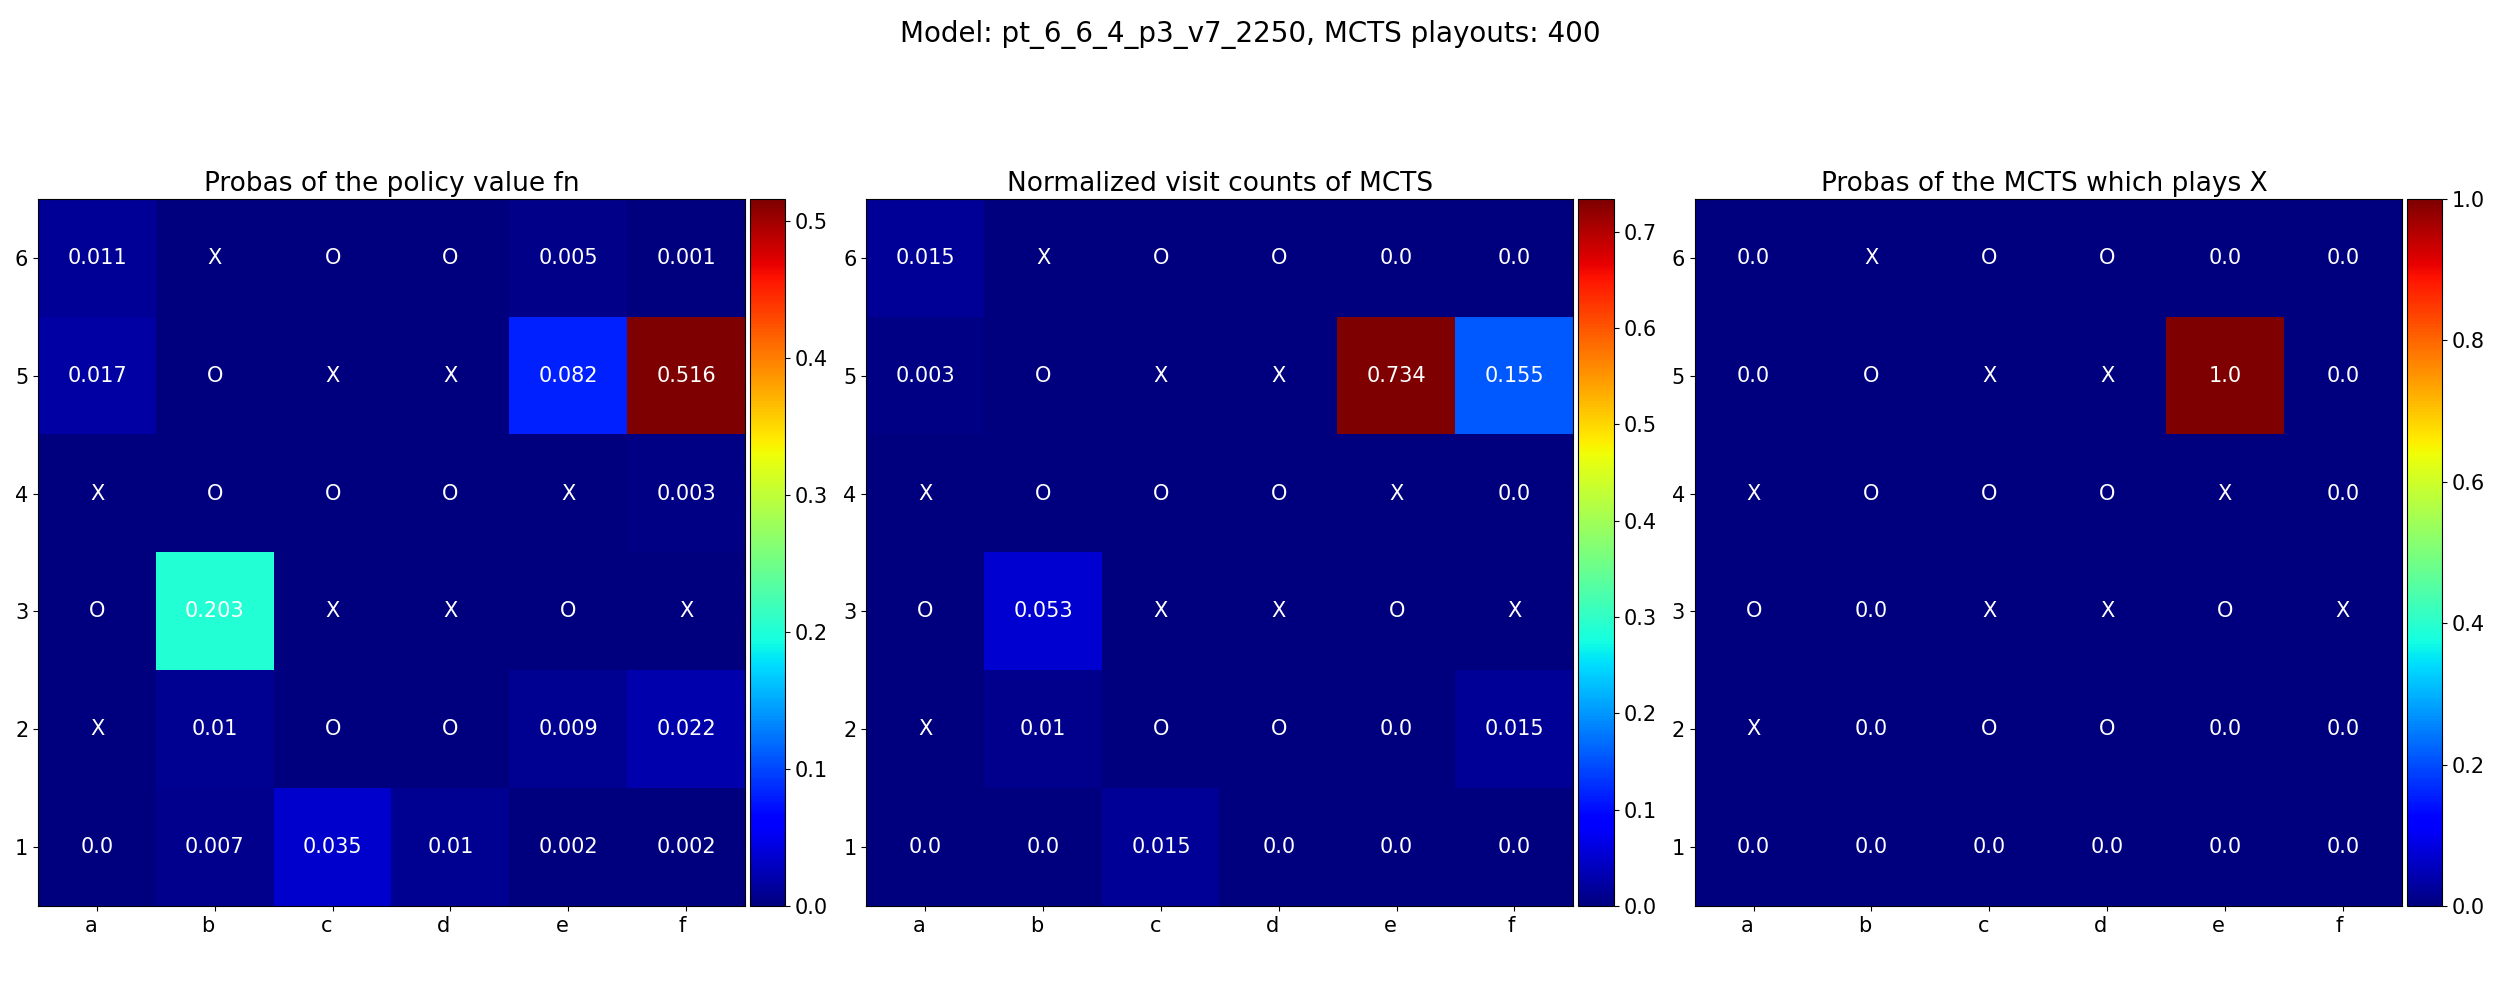 Model: pt_6_6_4_p3_v7_2250, MCTS playouts: 400
Probas of the policy value fn
6 0.011 X O O 0.005 0.001
5 0.017 O X X 0.082 0.516
4 X O O O X 0.003
3 O 0.203 X X O X
2 X 0.01 O O 0.009 0.022
1 0.0 0.007 0.035 0.01 0.002 0.002
a b c d e f
0.5
0.4
0.3
0.2
0.1
0.0
Normalized visit counts of MCTS
6 0.015 X O O 0.0 0.0
5 0.003 O X X 0.734 0.155
4 X O O O X 0.0
3 O 0.053 X X O X
2 X 0.01 O O 0.0 0.015
1 0.0 0.0 0.015 0.0 0.0 0.0
a b c d e f
0.7
0.6
0.5
0.4
0.3
0.2
0.1
0.0
Probas of the MCTS which plays X
6 0.0 X O O 0.0 0.0
5 0.0 O X X 1.0 0.0
4 X O O O X 0.0
3 O 0.0 X X O X
2 X 0.0 O O 0.0 0.0
1 0.0 0.0 0.0 0.0 0.0 0.0
a b c d e f
1.0
0.8
0.6
0.4
0.2
0.0